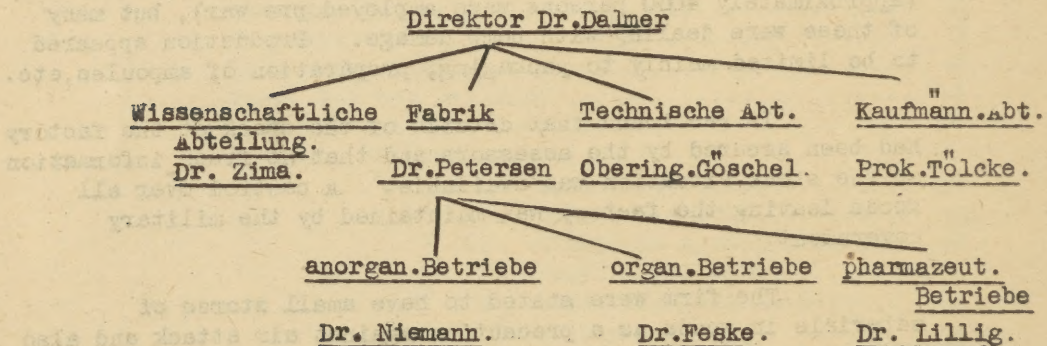 Direktor Dr.Dalmer
Wissenschaftliche Fabrik Technische Abt. Kaufmänn.Abt.
Abteilung.
Dr. Zima. Dr.Petersen Obering.Göschel. Prok.Tölcke.
anorgan.Betriebe organ.Betriebe pharmazeut.
Betriebe
Dr. Niemann. Dr.Feske. Dr. Lillig.